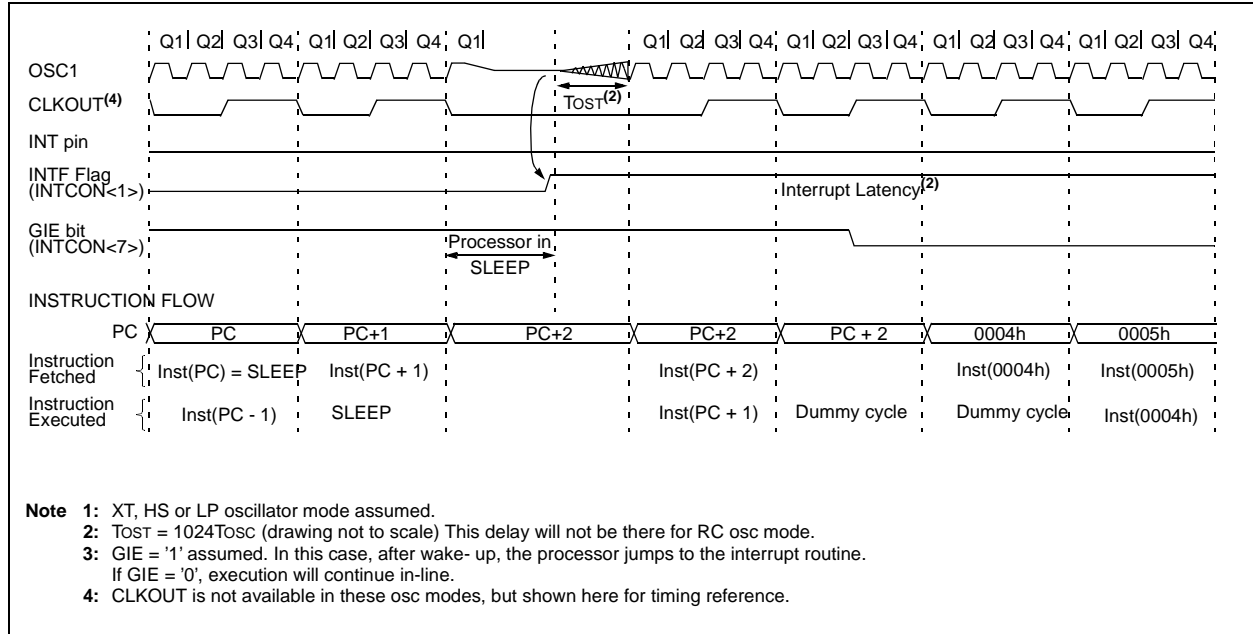 Q1 Q2 Q3 Q4 Q1 Q2 Q3 Q4 Q1 Q1 Q2 Q3 Q4 Q1 Q2 Q3 Q4 Q1 Q2 Q3 Q4 Q1 Q2 Q3 Q4
OSC1
CLKOUT(4)
TOST(2)
INT pin
INTF Flag
(INTCON<1>)
Interrupt Latency(2)
GIE bit
(INTCON<7>)
Processor in
SLEEP
INSTRUCTION FLOW
PC PC PC+1 PC+2 PC+2 PC + 2 0004h 0005h
Instruction
Fetched
Inst(PC) = SLEEP Inst(PC + 1) Inst(PC + 2) Inst(0004h) Inst(0005h)
Instruction
Executed
Inst(PC - 1) SLEEP Inst(PC + 1) Dummy cycle Dummy cycle Inst(0004h)
Note 1: XT, HS or LP oscillator mode assumed.
2: TOST = 1024TOSC (drawing not to scale) This delay will not be there for RC osc mode.
3: GIE = '1' assumed. In this case, after wake- up, the processor jumps to the interrupt routine.
If GIE = '0', execution will continue in-line.
4: CLKOUT is not available in these osc modes, but shown here for timing reference.